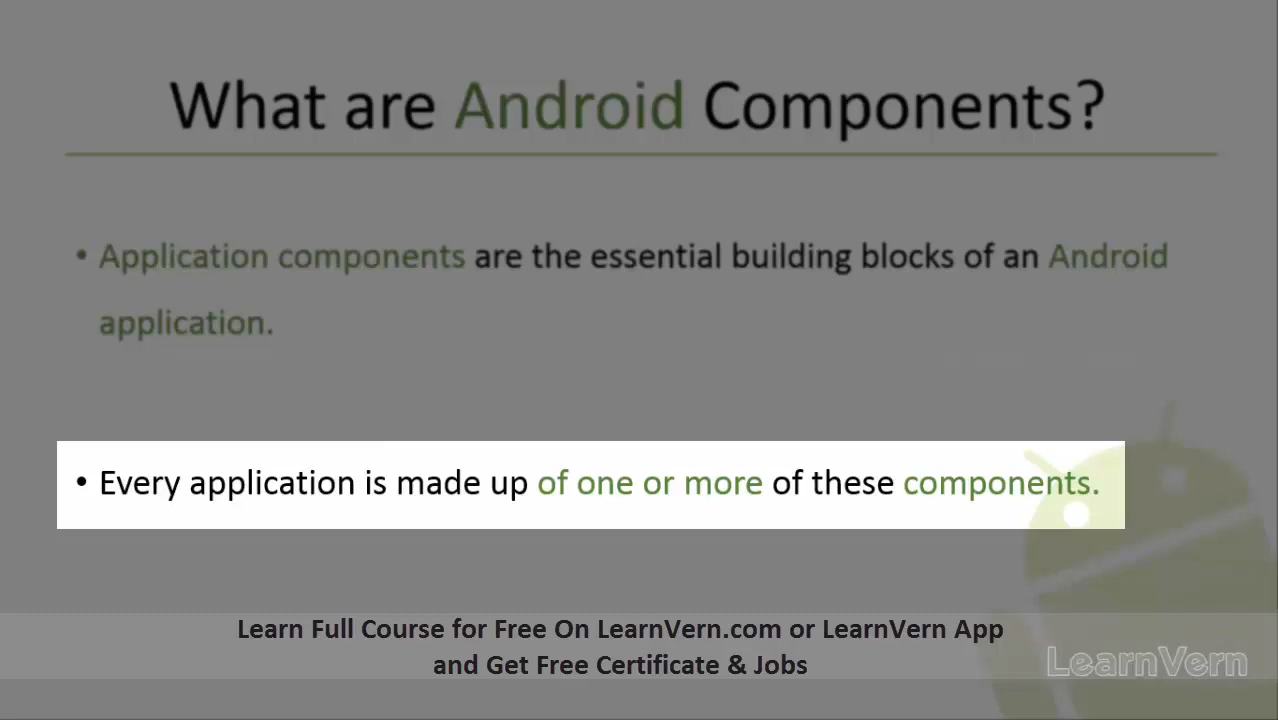 What are Android Components?
• Application components are the essential building blocks of an Android
application.
• Every application is made up of one or more of these components.
Learn Full Course for Free On LearnVern.com or LearnVern App
and Get Free Certificate & Jobs
LearnVern